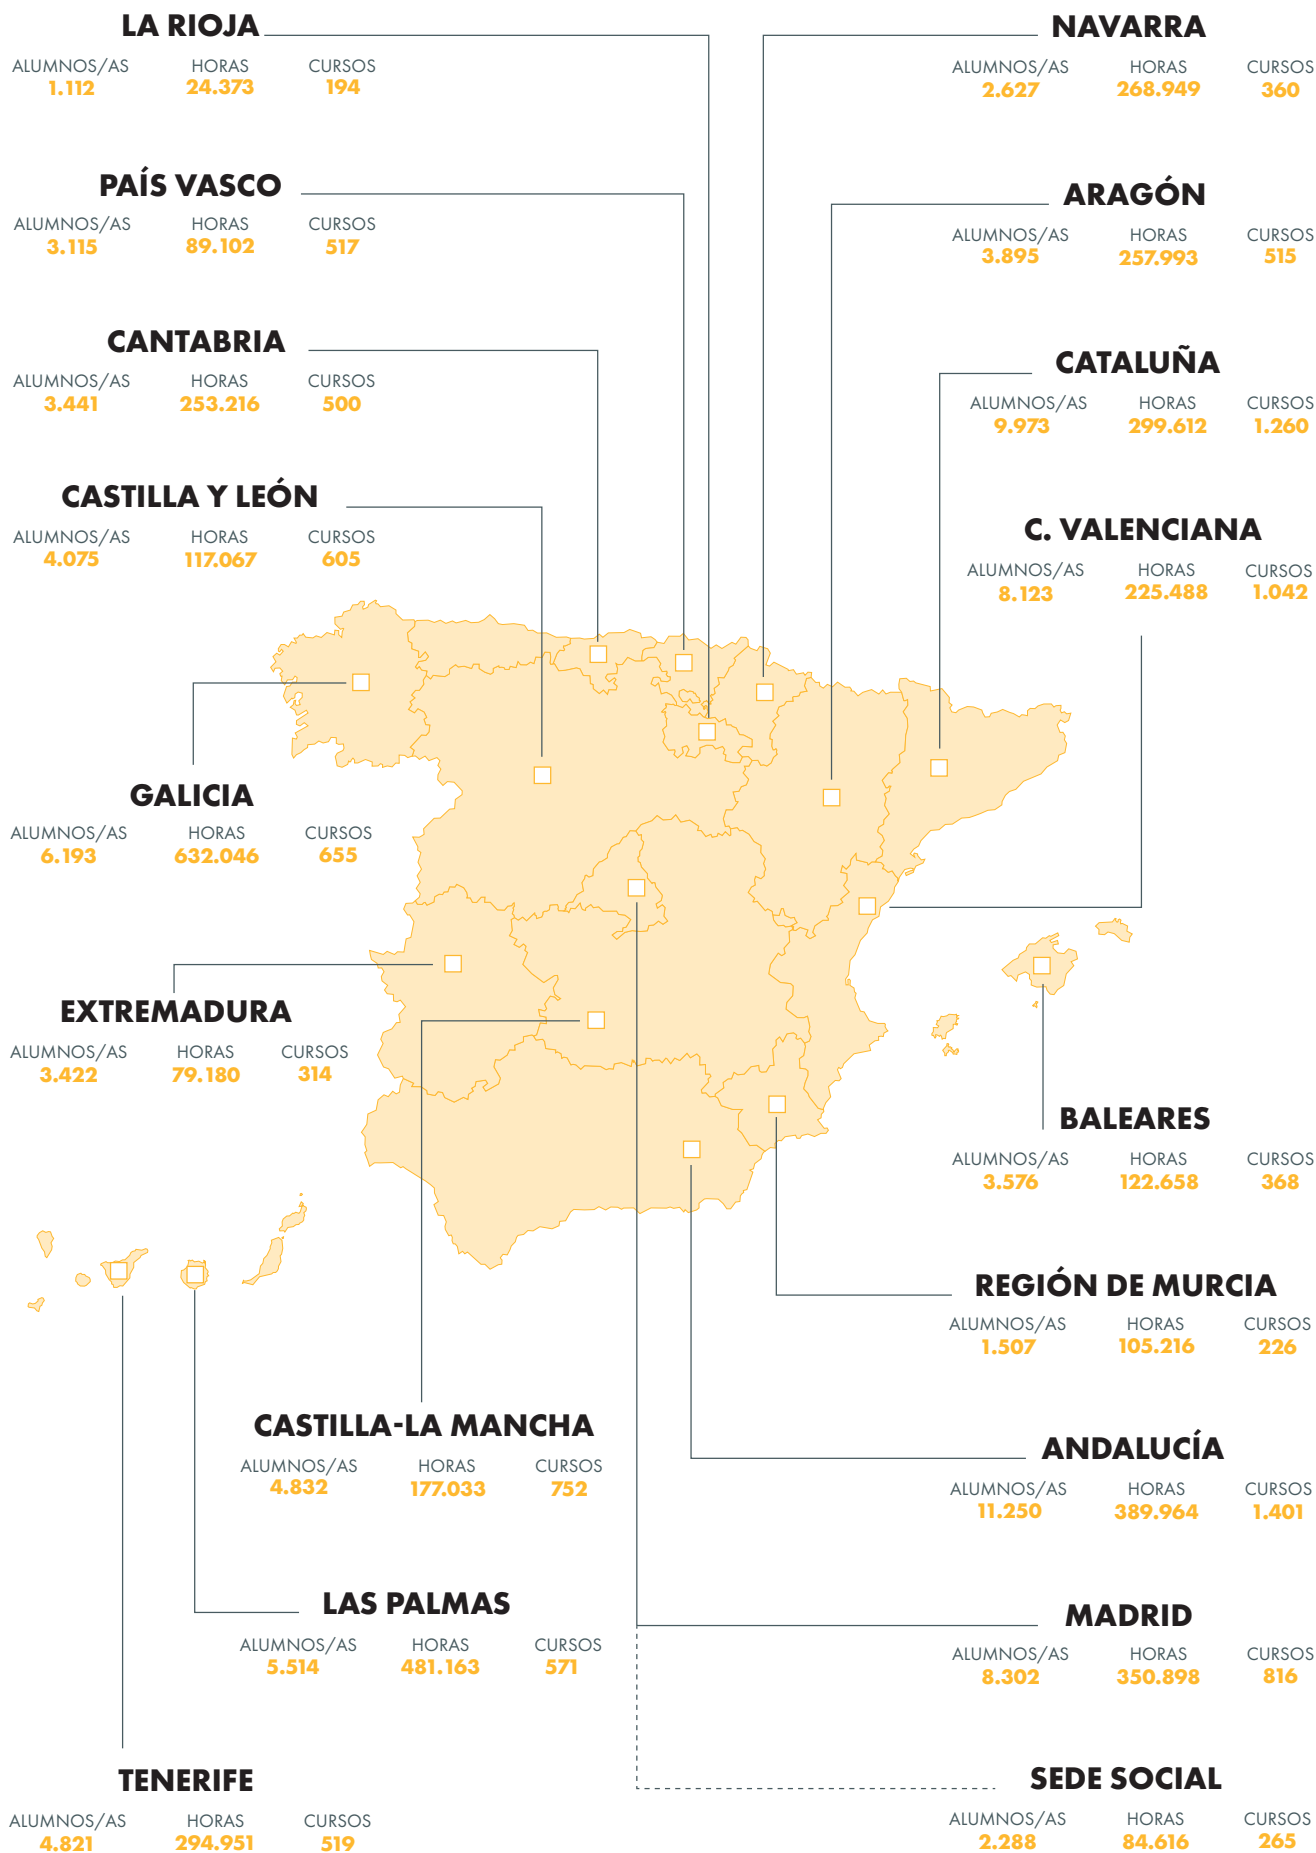 LA RIOJA
ALUMNOS/AS HORAS CURSOS
1.112 24.373 194
NAVARRA
ALUMNOS/AS HORAS CURSOS
2.627 268.949 360
PAÍS VASCO
ALUMNOS/AS HORAS CURSOS
3.115 89.102 517
ARAGÓN
ALUMNOS/AS HORAS CURSOS
3.895 257.993 515
CANTABRIA
ALUMNOS/AS HORAS CURSOS
3.441 253.216 500
CATALUÑA
ALUMNOS/AS HORAS CURSOS
9.973 299.612 1.260
CASTILLA Y LEÓN
ALUMNOS/AS HORAS CURSOS
4.075 117.067 605
C. VALENCIANA
ALUMNOS/AS HORAS CURSOS
8.123 225.488 1.042
GALICIA
ALUMNOS/AS HORAS CURSOS
6.193 632.046 655
EXTREMADURA
ALUMNOS/AS HORAS CURSOS
3.422 79.180 314
BALEARES
ALUMNOS/AS HORAS CURSOS
3.576 122.658 368
REGIÓN DE MURCIA
ALUMNOS/AS HORAS CURSOS
1.507 105.216 226
CASTILLA-LA MANCHA
ALUMNOS/AS HORAS CURSOS
4.832 177.033 752
ANDALUCÍA
ALUMNOS/AS HORAS CURSOS
11.250 389.964 1.401
LAS PALMAS
ALUMNOS/AS HORAS CURSOS
5.514 481.163 571
MADRID
ALUMNOS/AS HORAS CURSOS
8.302 350.898 816
TENERIFE
ALUMNOS/AS HORAS CURSOS
4.821 294.951 519
SEDE SOCIAL
ALUMNOS/AS HORAS CURSOS
2.288 84.616 265